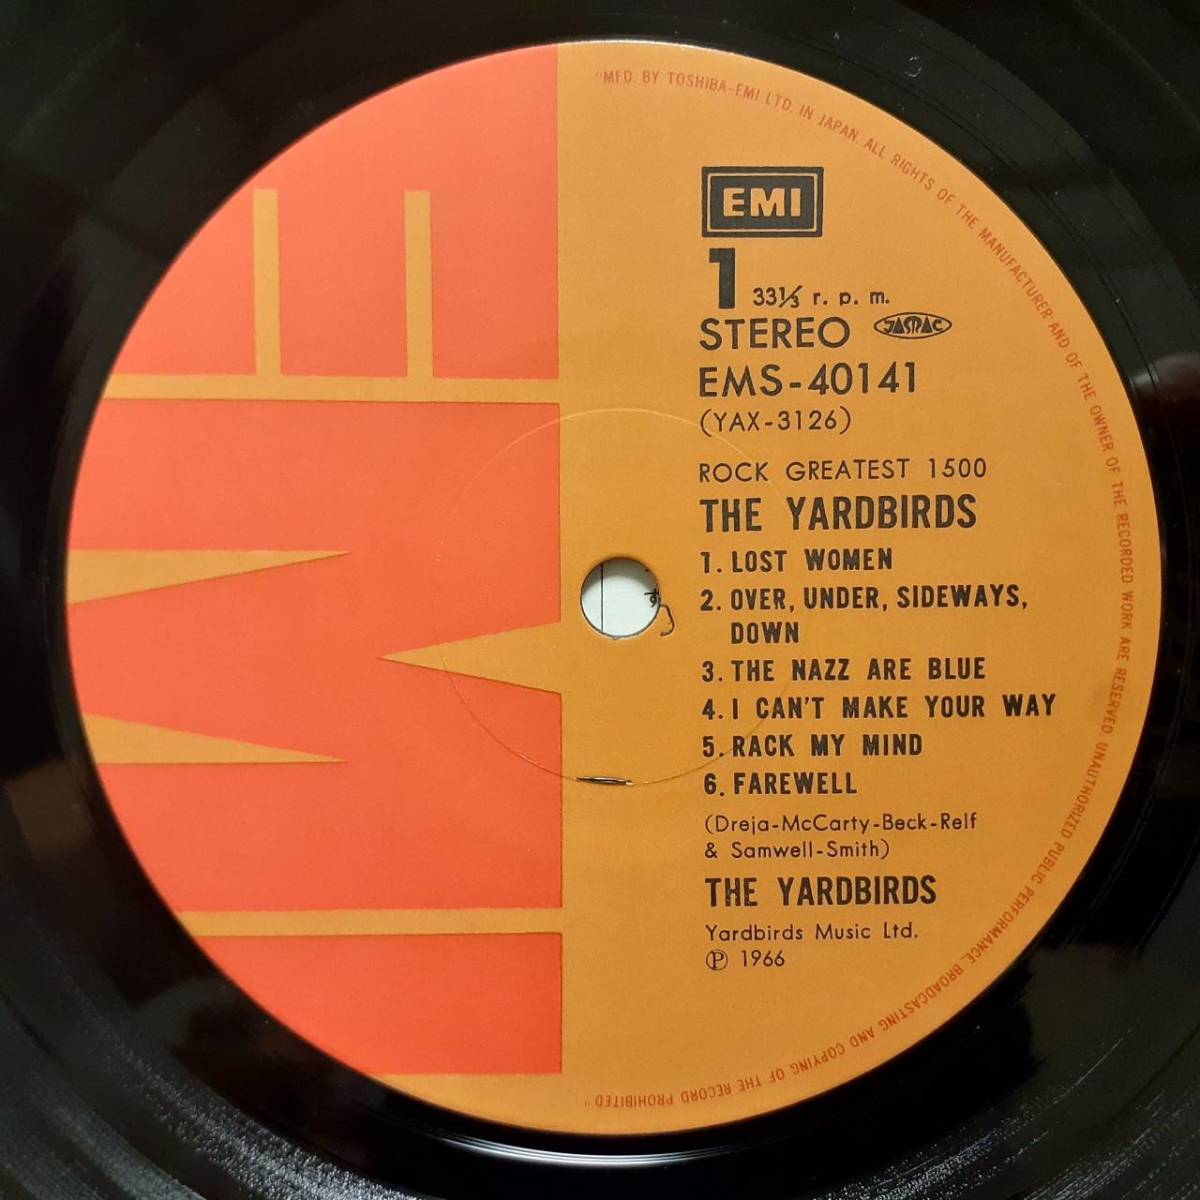 "MFD. BY TOSHIBA-EMI LTD. IN JAPAN. ALL RIGHTS OF THE MANUFACTURER AND OF THE OWNER OF THE RECORDED WORK ARE RESERVED. UNAUTHORIZED PUBLIC PERFORMANCE, BROADCASTING AND COPYING OF THE RECORD PROHIBITED"
EMI
1 33⅓ r. p. m.
STEREO JASRAC
EMS-40141
(YAX-3126)
ROCK GREATEST 1500
THE YARDBIRDS
1. LOST WOMEN
2. OVER, UNDER, SIDEWAYS,
DOWN
3. THE NAZZ ARE BLUE
4. I CAN'T MAKE YOUR WAY
5. RACK MY MIND
6. FAREWELL
(Dreja-McCarty-Beck-Relf
& Samwell-Smith)
THE YARDBIRDS
Yardbirds Music Ltd.
Ⓟ 1966